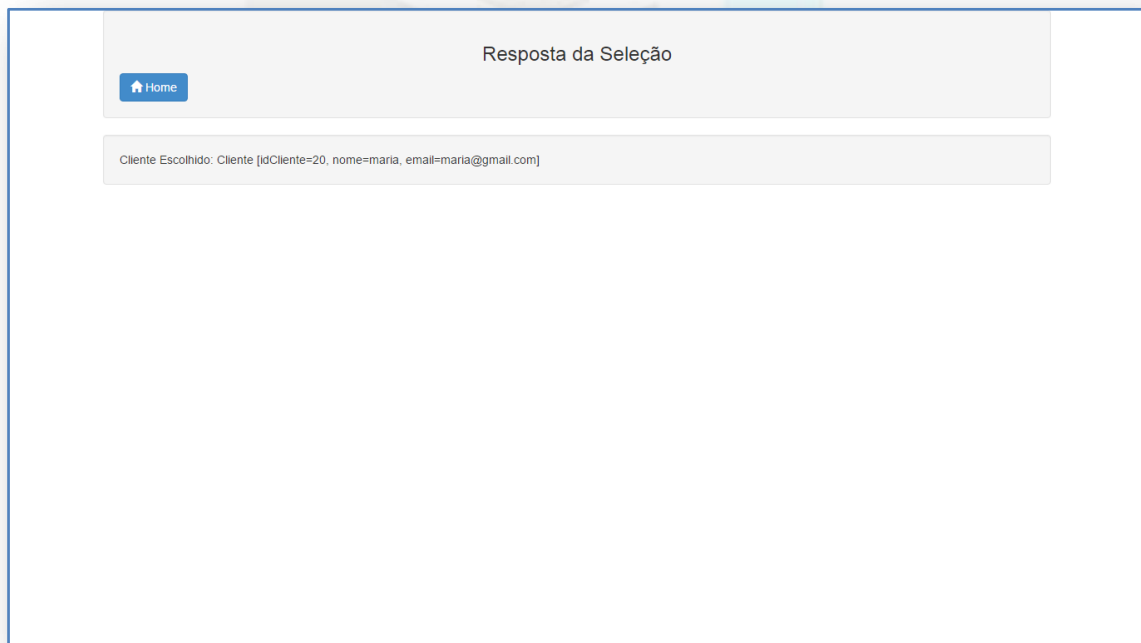 Resposta da Seleção
Home
Cliente Escolhido: Cliente [idCliente=20, nome=maria, email=maria@gmail.com]